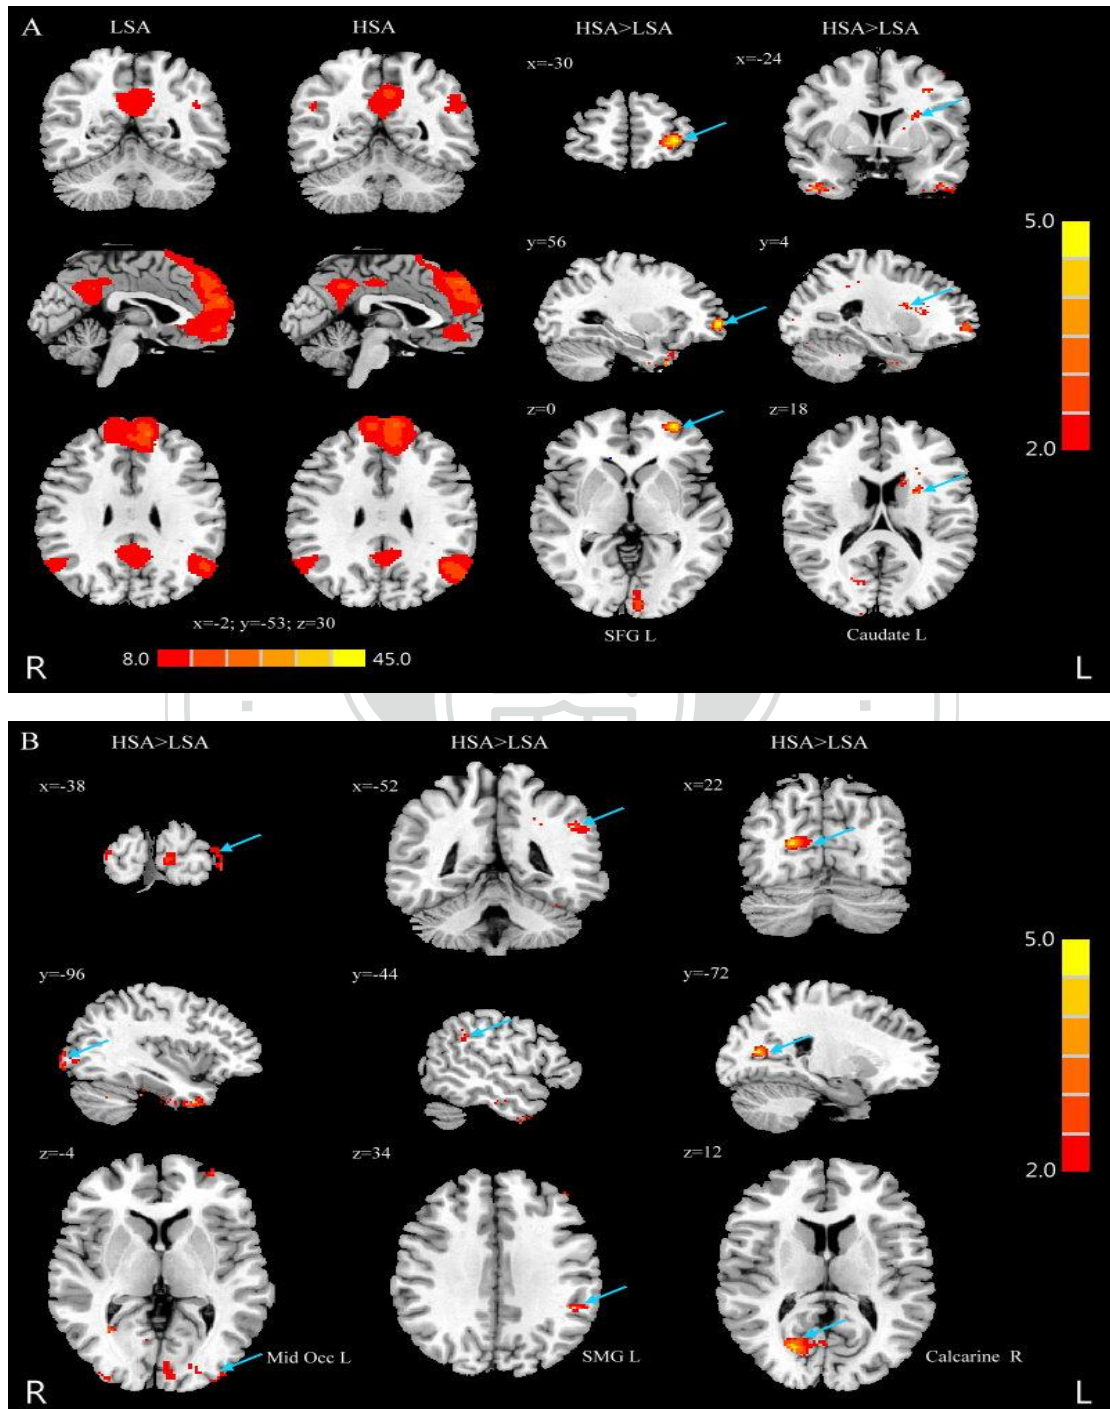 A
LSA
HSA
HSA>LSA
HSA>LSA
x=-30
x=-24
y=56
y=4
5.0
2.0
z=0
z=18
x=-2; y=-53; z=30
SFG L
Caudate L
8.0
45.0
R
L
B
HSA>LSA
HSA>LSA
HSA>LSA
x=-38
x=-52
x=22
y=-96
y=-44
y=-72
5.0
2.0
z=-4
z=34
z=12
Mid Occ L
SMG L
Calcarine R
R
L